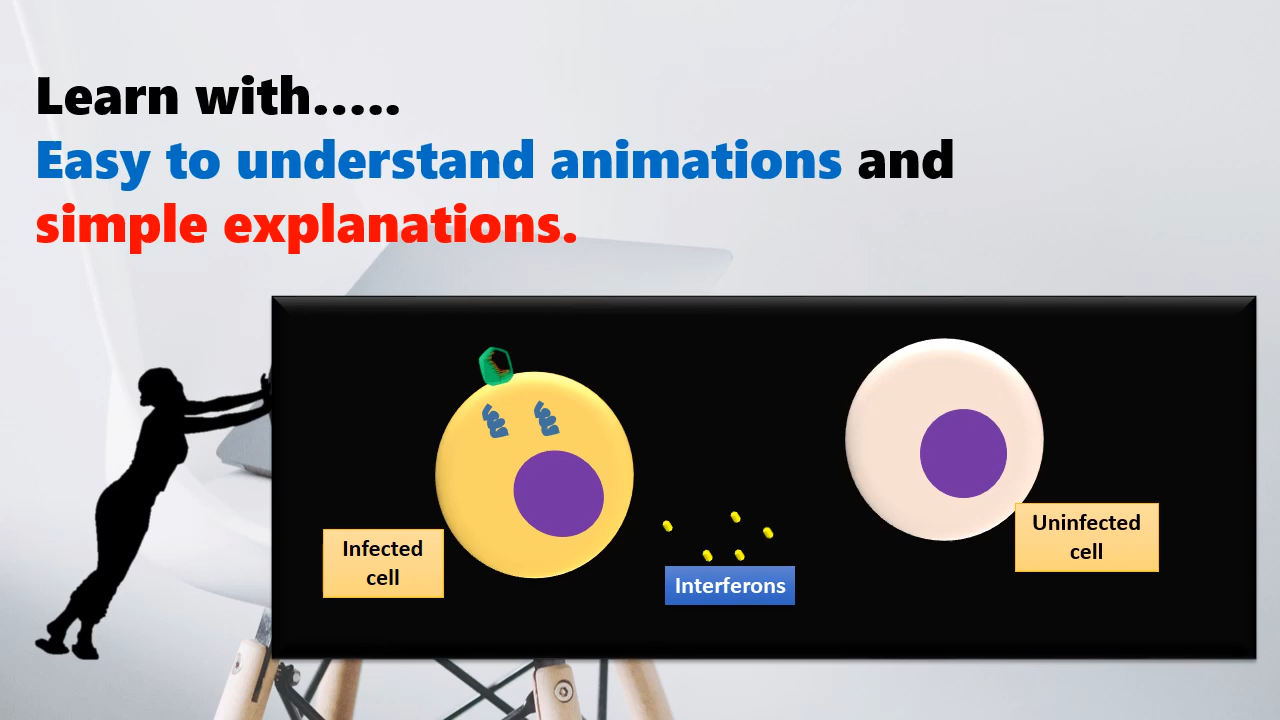 Learn with…..
Easy to understand animations and
simple explanations.
Infected
cell
Interferons
Uninfected
cell